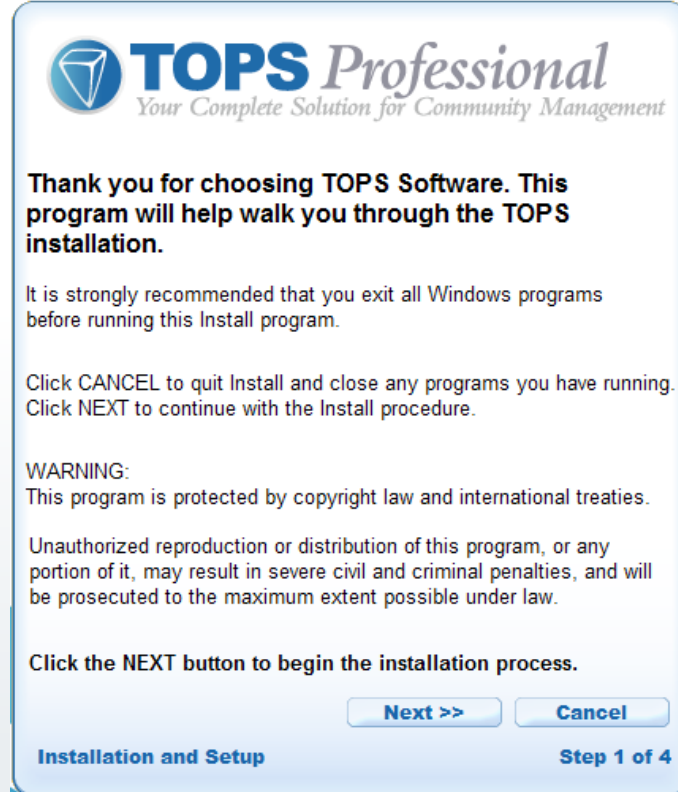 TOPS Professional
Your Complete Solution for Community Management
Thank you for choosing TOPS Software. This
program will help walk you through the TOPS
installation.
It is strongly recommended that you exit all Windows programs
before running this Install program.
Click CANCEL to quit Install and close any programs you have running.
Click NEXT to continue with the Install procedure.
WARNING:
This program is protected by copyright law and international treaties.
Unauthorized reproduction or distribution of this program, or any
portion of it, may result in severe civil and criminal penalties, and will
be prosecuted to the maximum extent possible under law.
Click the NEXT button to begin the installation process.
Next >> Cancel
Installation and Setup Step 1 of 4